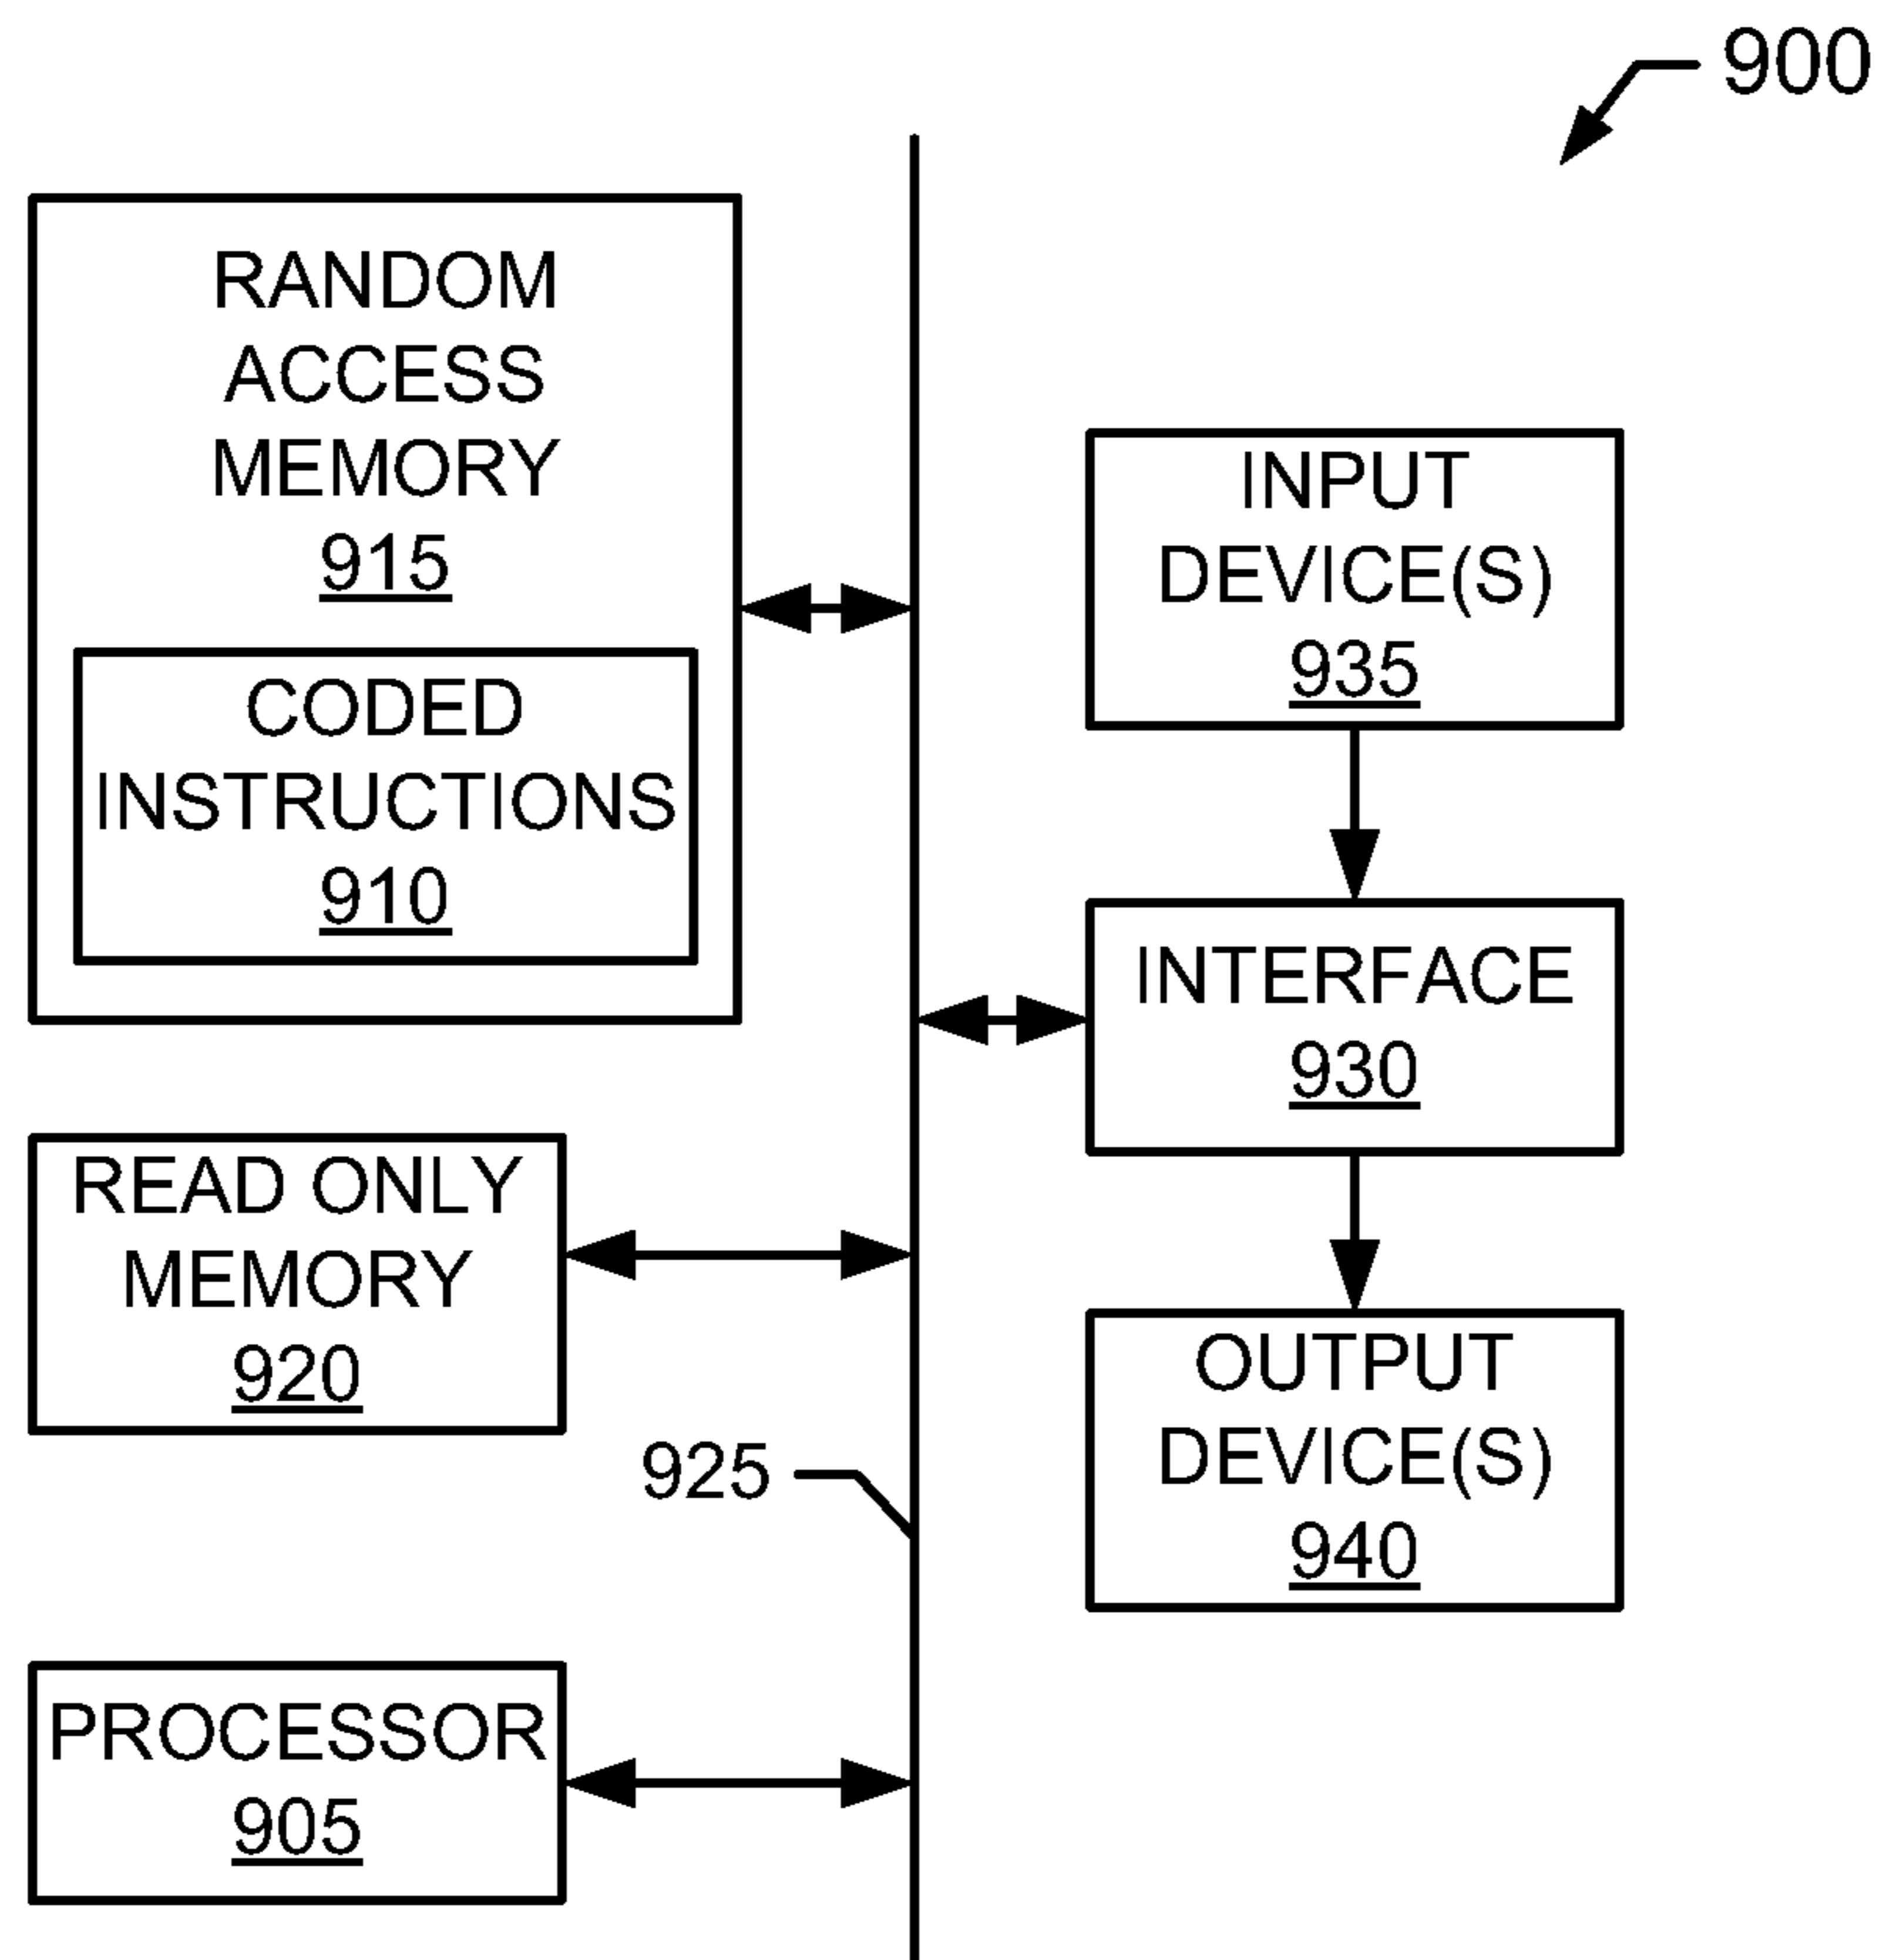 900
RANDOM
ACCESS
MEMORY
915
CODED
INSTRUCTIONS
910
INPUT
DEVICE(S)
935
INTERFACE
930
READ ONLY
MEMORY
920
925
OUTPUT
DEVICE(S)
940
PROCESSOR
905